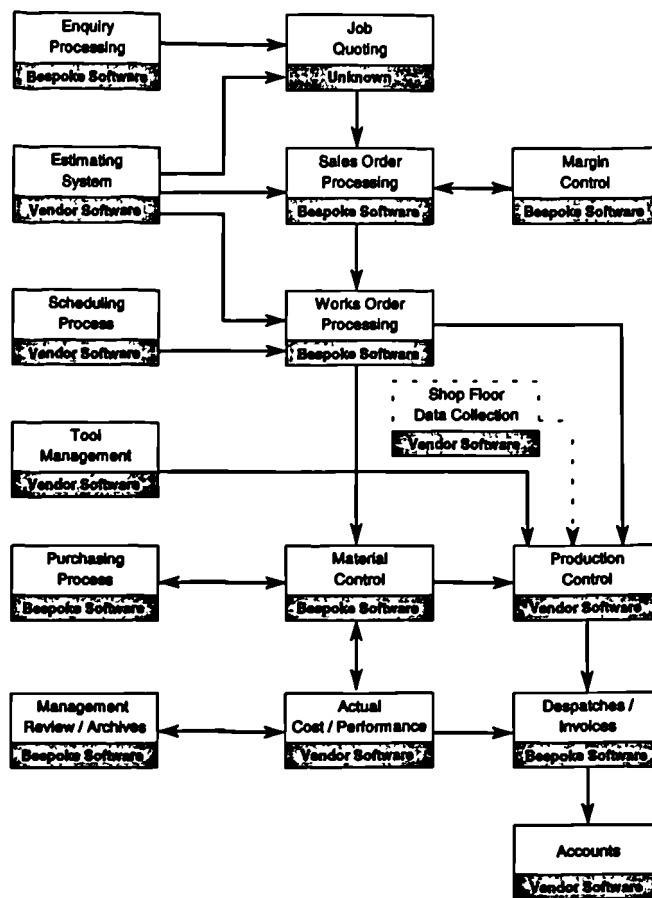 Enquiry
Processing
Bespoke Software
Job
Quoting
Unknown
Estimating
System
Vendor Software
Sales Order
Processing
Bespoke Software
Margin
Control
Bespoke Software
Scheduling
Process
Vendor Software
Works Order
Processing
Bespoke Software
Shop Floor
Data Collection
Vendor Software
Tool
Management
Vendor Software
Purchasing
Process
Bespoke Software
Material
Control
Bespoke Software
Production
Control
Vendor Software
Management
Review / Archives
Bespoke Software
Actual
Cost / Performance
Vendor Software
Despatches /
Invoices
Bespoke Software
Accounts
Vendor Software